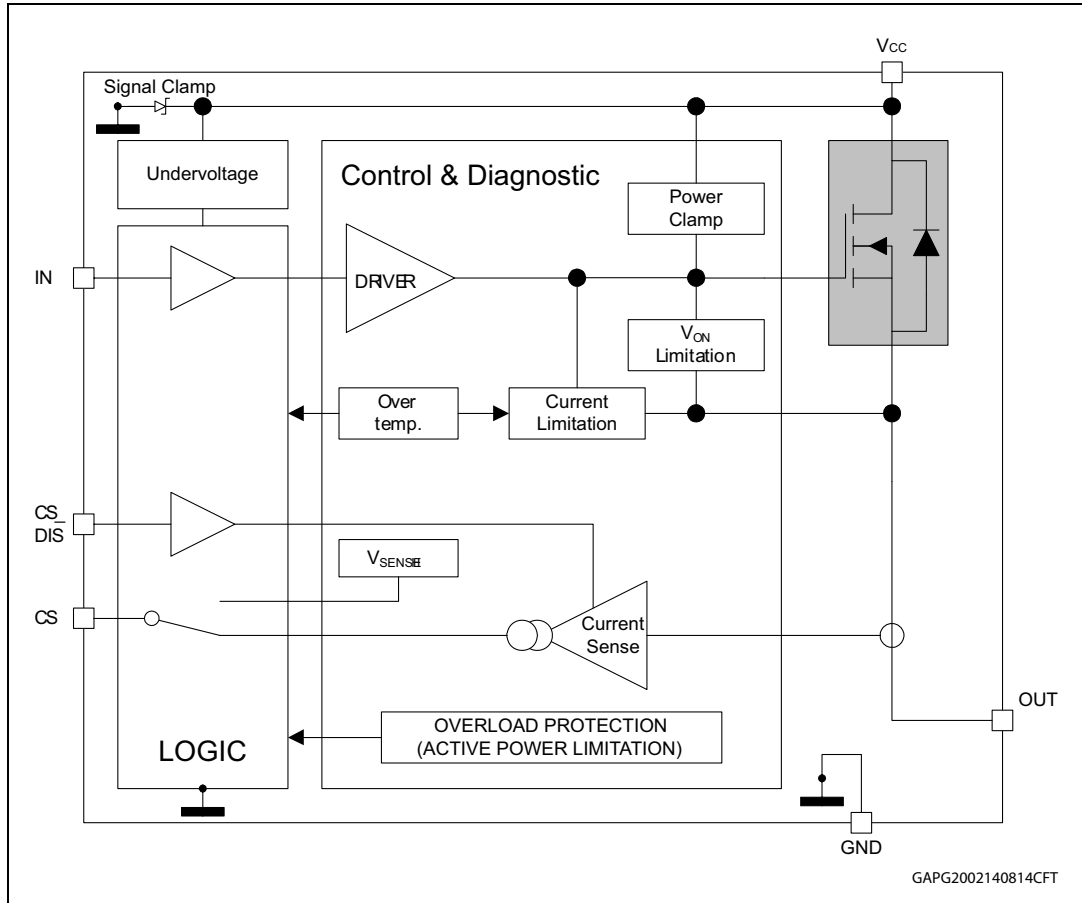 VCC
Signal Clamp
Undervoltage
Control & Diagnostic
Power
Clamp
IN
DRIVER
VON
Limitation
Over
temp.
Current
Limitation
CS_
DIS
VSENSE
CS
Current
Sense
OUT
OVERLOAD PROTECTION
(ACTIVE POWER LIMITATION)
LOGIC
GND
GAPG2002140814CFT